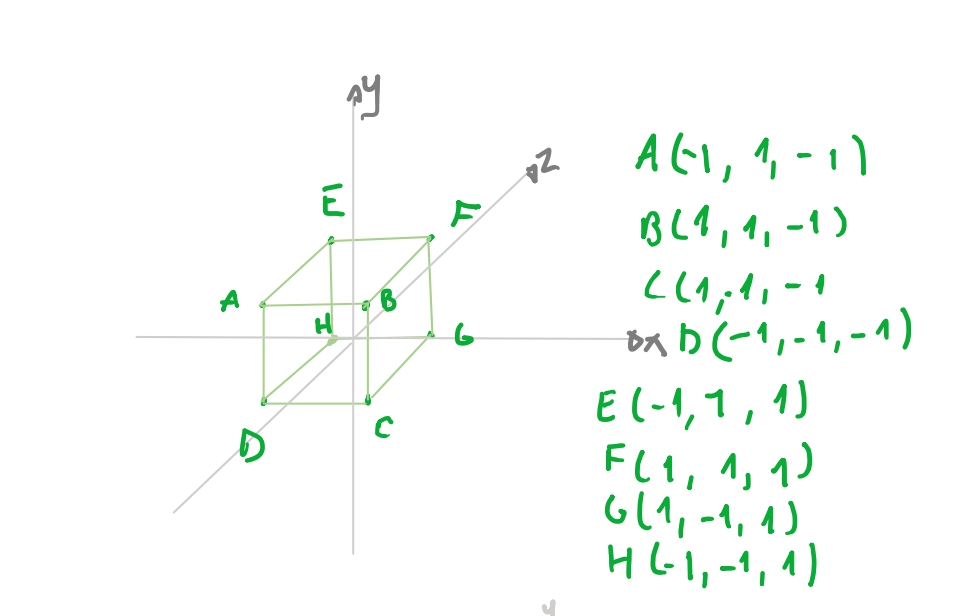 y
z
E
F
A
B
H
G
x
D
C
A(-1, 1, -1)
B(1, 1, -1)
C(1, -1, -1
D(-1, -1, -1)
E(-1, 1, 1)
F(1, 1, 1)
G(1, -1, 1)
H(-1, -1, 1)
y